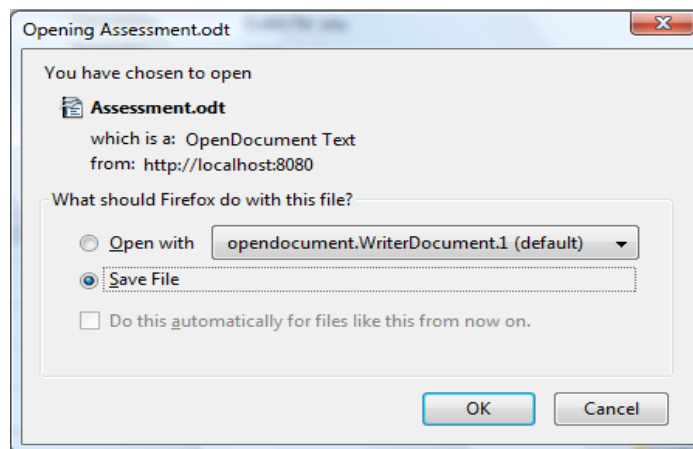 Opening Assessment.odt
You have chosen to open
Assessment.odt
which is a: OpenDocument Text
from: http://localhost:8080
What should Firefox do with this file?
Open with opendocument.WriterDocument.1 (default)
Save File
Do this automatically for files like this from now on.
OK Cancel